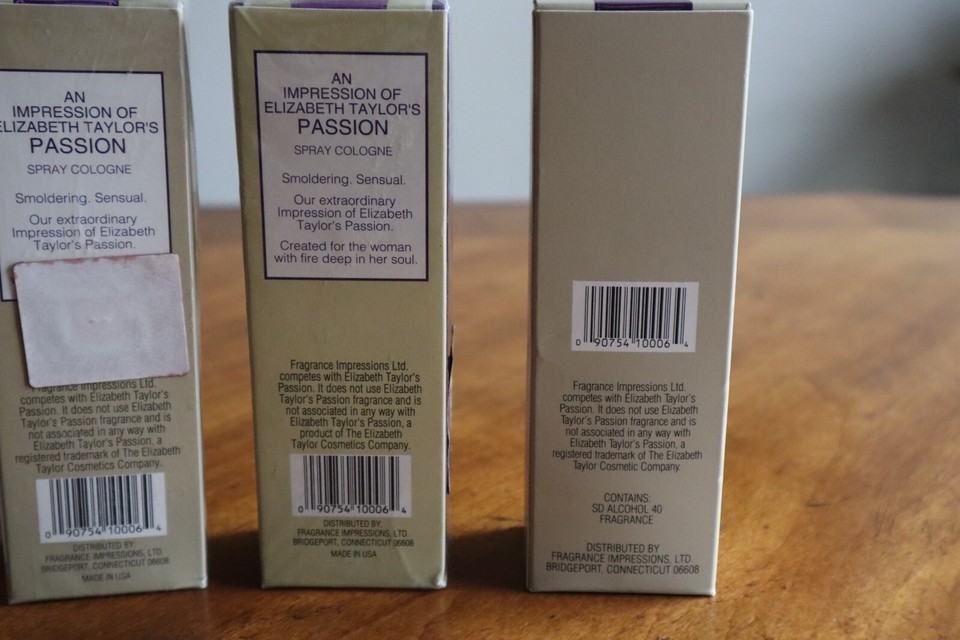 AN
IMPRESSION OF
ELIZABETH TAYLOR'S
PASSION
SPRAY COLOGNE
Smoldering. Sensual.
Our extraordinary
Impression of Elizabeth
Taylor's Passion.
Fragrance Impressions Ltd.
competes with Elizabeth Taylor's
Passion. It does not use Elizabeth
Taylor's Passion fragrance and is
not associated in any way with
Elizabeth Taylor's Passion, a
registered trademark of The Elizabeth
Taylor Cosmetics Company.
0 90754 10006 4
DISTRIBUTED BY:
FRAGRANCE IMPRESSIONS, LTD.
BRIDGEPORT, CONNECTICUT 06608
MADE IN USA
AN
IMPRESSION OF
ELIZABETH TAYLOR'S
PASSION
SPRAY COLOGNE
Smoldering. Sensual.
Our extraordinary
Impression of Elizabeth
Taylor's Passion.
Created for the woman
with fire deep in her soul.
Fragrance Impressions Ltd.
competes with Elizabeth Taylor's
Passion. It does not use Elizabeth
Taylor's Passion fragrance and is
not associated in any way with
Elizabeth Taylor's Passion, a
product of The Elizabeth
Taylor Cosmetics Company.
0 90754 10006 4
DISTRIBUTED BY:
FRAGRANCE IMPRESSIONS, LTD.
BRIDGEPORT, CONNECTICUT 06608
MADE IN USA
0 90754 10006 4
Fragrance Impressions Ltd.
competes with Elizabeth Taylor's
Passion. It does not use Elizabeth
Taylor's Passion fragrance and is
not associated in any way with
Elizabeth Taylor's Passion, a
registered trademark of The Elizabeth
Taylor Cosmetic Company.
CONTAINS:
SD ALCOHOL 40
FRAGRANCE
DISTRIBUTED BY
FRAGRANCE IMPRESSIONS, LTD.
BRIDGEPORT, CONNECTICUT 06608